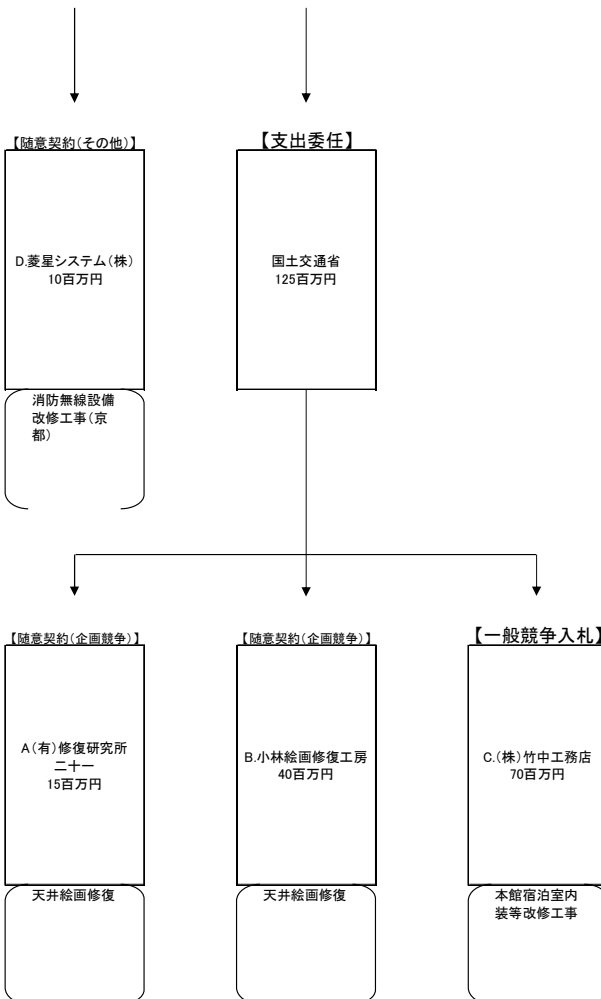 【随意契約(その他)】
D.菱星システム(株)
10百万円
消防無線設備
改修工事(京
都)
【支出委任】
国土交通省
125百万円
【随意契約(企画競争)】
A(有)修復研究所
二十一
15百万円
天井絵画修復
【随意契約(企画競争)】
B.小林絵画修復工房
40百万円
天井絵画修復
【一般競争入札】
C.(株)竹中工務店
70百万円
本館宿泊室内
装等改修工事